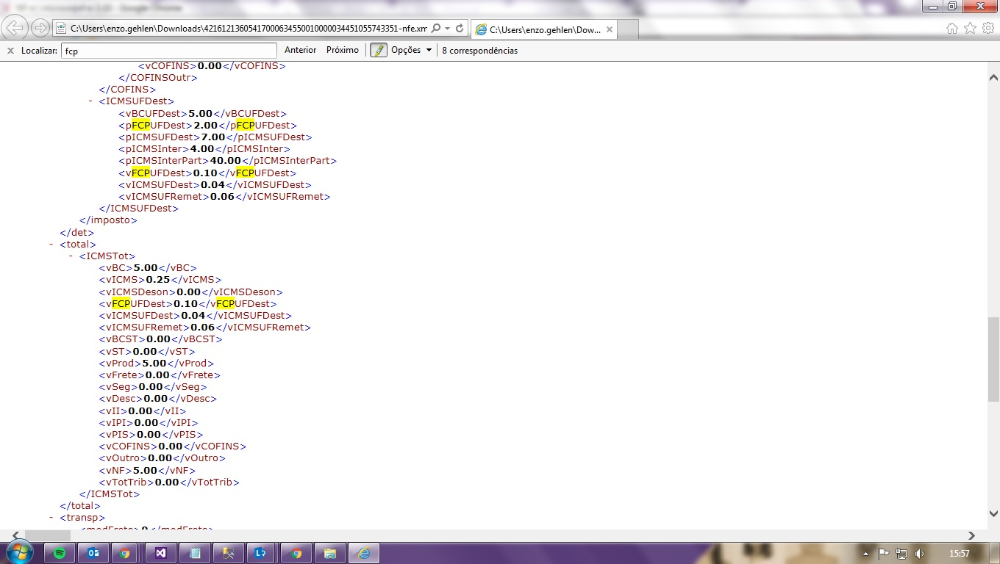 C:\Users\enzo.gehlen\Downloads\42161213605417000634550010000034451055743351-nfe.xm
C:\Users\enzo.gehlen\Dow...
x Localizar: fcp Anterior Próximo Opções 8 correspondências
<vCOFINS>0.00</vCOFINS>
</COFINSOutr>
</COFINS>
- <ICMSUFDest>
<vBCUFDest>5.00</vBCUFDest>
<pFCPUFDest>2.00</pFCPUFDest>
<pICMSUFDest>7.00</pICMSUFDest>
<pICMSInter>4.00</pICMSInter>
<pICMSInterPart>40.00</pICMSInterPart>
<vFCPUFDest>0.10</vFCPUFDest>
<vICMSUFDest>0.04</vICMSUFDest>
<vICMSUFRemet>0.06</vICMSUFRemet>
</ICMSUFDest>
</imposto>
</det>
- <total>
- <ICMSTot>
<vBC>5.00</vBC>
<vICMS>0.25</vICMS>
<vICMSDeson>0.00</vICMSDeson>
<vFCPUFDest>0.10</vFCPUFDest>
<vICMSUFDest>0.04</vICMSUFDest>
<vICMSUFRemet>0.06</vICMSUFRemet>
<vBCST>0.00</vBCST>
<vST>0.00</vST>
<vProd>5.00</vProd>
<vFrete>0.00</vFrete>
<vSeg>0.00</vSeg>
<vDesc>0.00</vDesc>
<vII>0.00</vII>
<vIPI>0.00</vIPI>
<vPIS>0.00</vPIS>
<vCOFINS>0.00</vCOFINS>
<vOutro>0.00</vOutro>
<vNF>5.00</vNF>
<vTotTrib>0.00</vTotTrib>
</ICMSTot>
</total>
- <transp>
<modFrete>0</modFrete>
15:57